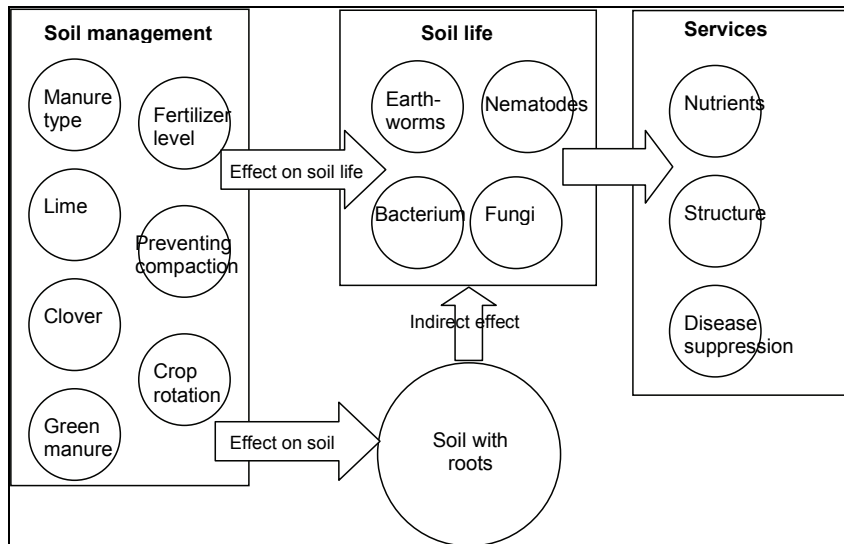 Soil management
Manure
type
Fertilizer
level
Lime
Preventing
compaction
Clover
Crop
rotation
Green
manure
Effect on soil life
Effect on soil
Soil life
Earth-
worms
Nematodes
Bacterium
Fungi
Indirect effect
Soil with
roots
Services
Nutrients
Structure
Disease
suppression